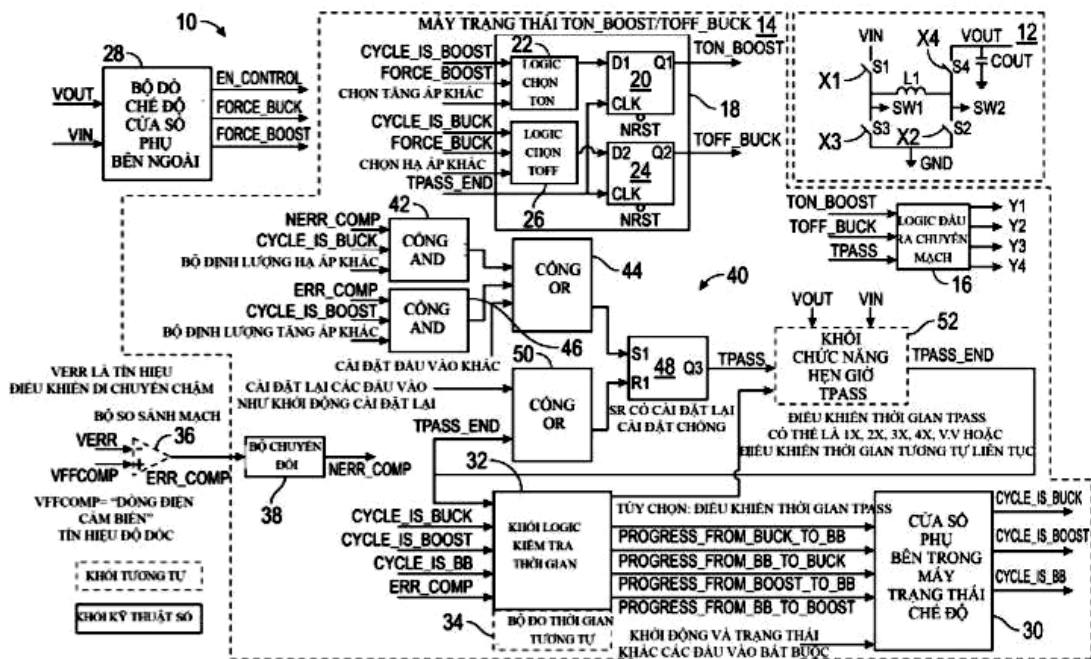 10
28
VOUT
VIN
BỘ DÒ
CHẾ ĐỘ
CỬA SỔ
PHỤ
BÊN NGOÀI
EN_CONTROL
FORCE_BUCK
FORCE_BOOST
MÁY TRẠNG THÁI TON_BOOST/TOFF_BUCK 14
CYCLE_IS_BOOST
FORCE_BOOST
CHỌN TĂNG ÁP KHÁC
22
LOGIC
CHỌN
TON
D1
Q1
20
CLK
NRST
TON_BOOST
18
CYCLE_IS_BUCK
FORCE_BUCK
CHỌN HẠ ÁP KHÁC
TPASS_END
LOGIC
CHỌN
TOFF
26
D2
Q2
24
CLK
NRST
TOFF_BUCK
12
VIN
VOUT
X4
S1
S4
COUT
X1
L1
SW1
SW2
X3
S3
X2
S2
GND
TON_BOOST
TOFF_BUCK
TPASS
LOGIC ĐẦU
RA CHUYỂN
MẠCH
16
Y1
Y2
Y3
Y4
NERR_COMP
CYCLE_IS_BUCK
BỘ ĐỊNH LƯỢNG HẠ ÁP KHÁC
42
CỔNG
AND
ERR_COMP
CYCLE_IS_BOOST
BỘ ĐỊNH LƯỢNG TĂNG ÁP KHÁC
CỔNG
AND
46
CỔNG
OR
44
40
CÀI ĐẶT ĐẦU VÀO KHÁC
50
CÀI ĐẶT LẠI CÁC ĐẦU VÀO
NHƯ KHỞI ĐỘNG CÀI ĐẶT LẠI
TPASS_END
CỔNG
OR
S1
48
Q3
R1
SR CÓ CÀI ĐẶT LẠI
CÀI ĐẶT CHỒNG
TPASS
VOUT
VIN
52
KHỐI
CHỨC NĂNG
HẸN GIỜ
TPASS
TPASS_END
ĐIỀU KHIỂN THỜI GIAN TPASS
CÓ THỂ LÀ 1X, 2X, 3X, 4X, V.V HOẶC
ĐIỀU KHIỂN THỜI GIAN TƯƠNG TỰ LIÊN TỤC
VERR LÀ TÍN HIỆU
ĐIỀU KHIỂN DI CHUYỂN CHẬM
BỘ SO SÁNH MẠCH
VERR
36
VFFCOMP
ERR_COMP
BỘ CHUYỂN
ĐỔI
38
NERR_COMP
VFFCOMP= “DÒNG ĐIỆN
CẢM BIẾN”
TÍN HIỆU ĐỘ DỐC
KHỐI TƯƠNG TỰ
KHỐI KỸ THUẬT SỐ
32
CYCLE_IS_BUCK
CYCLE_IS_BOOST
CYCLE_IS_BB
ERR_COMP
KHỐI LOGIC
KIỂM TRA
THỜI GIAN
34
BỘ ĐO THỜI GIAN
TƯƠNG TỰ
TÙY CHỌN: ĐIỀU KHIỂN THỜI GIAN TPASS
PROGRESS_FROM_BUCK_TO_BB
PROGRESS_FROM_BB_TO_BUCK
PROGRESS_FROM_BOOST_TO_BB
PROGRESS_FROM_BB_TO_BOOST
KHỞI ĐỘNG VÀ TRẠNG THÁI
KHÁC CÁC ĐẦU VÀO BẮT BUỘC
CỬA SỔ
PHỤ
BÊN TRONG
MÁY
TRẠNG THÁI
CHẾ ĐỘ
30
CYCLE_IS_BUCK
CYCLE_IS_BOOST
CYCLE_IS_BB